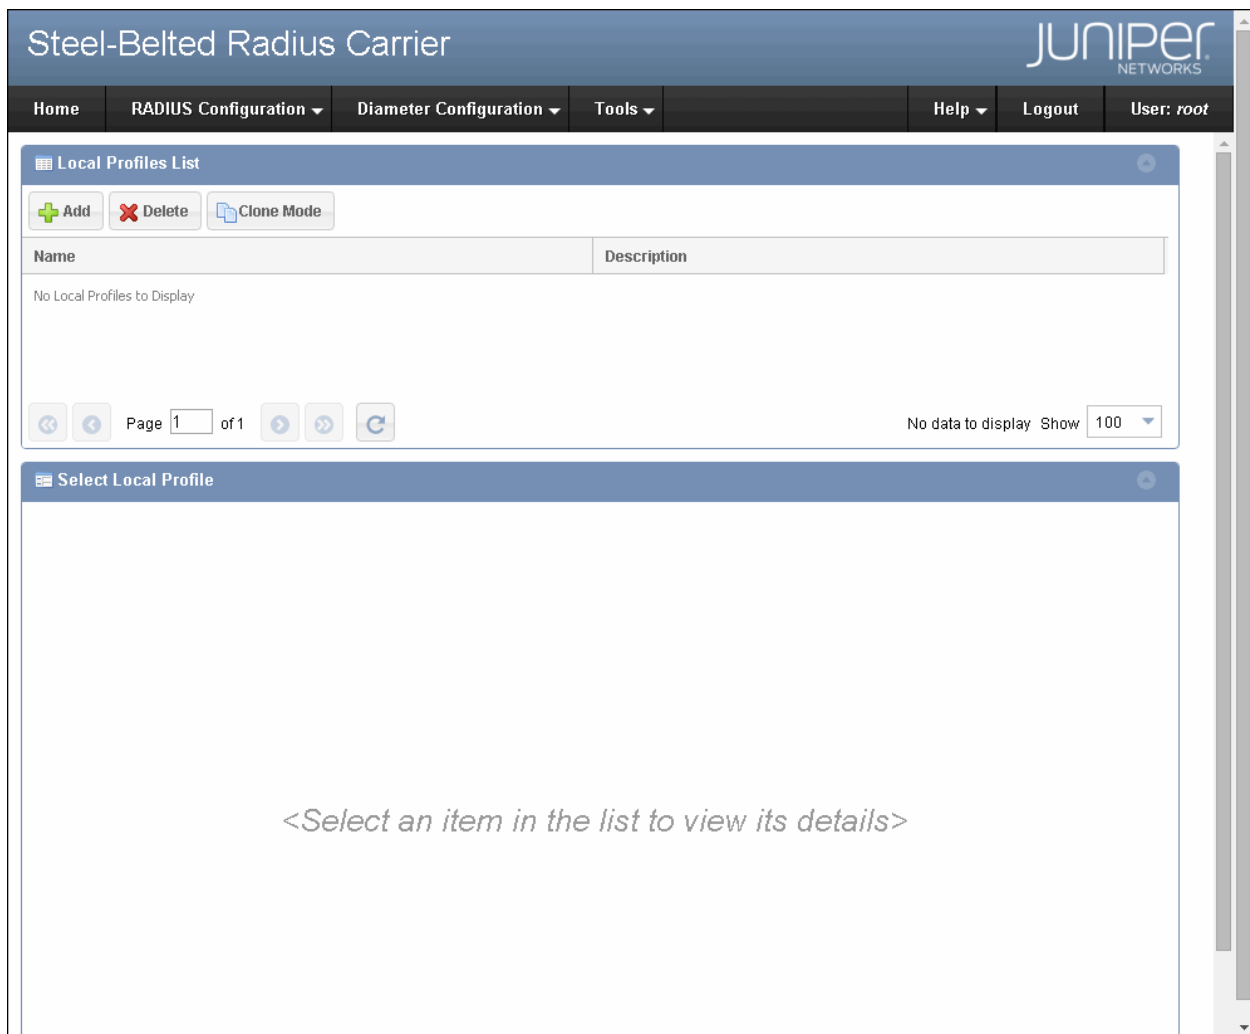 Steel-Belted Radius Carrier
JUNIPER
NETWORKS
Home RADIUS Configuration Diameter Configuration Tools Help Logout User: root
Local Profiles List
Add Delete Clone Mode
Name Description
No Local Profiles to Display
Page 1 of 1 No data to display Show 100
Select Local Profile
<Select an item in the list to view its details>